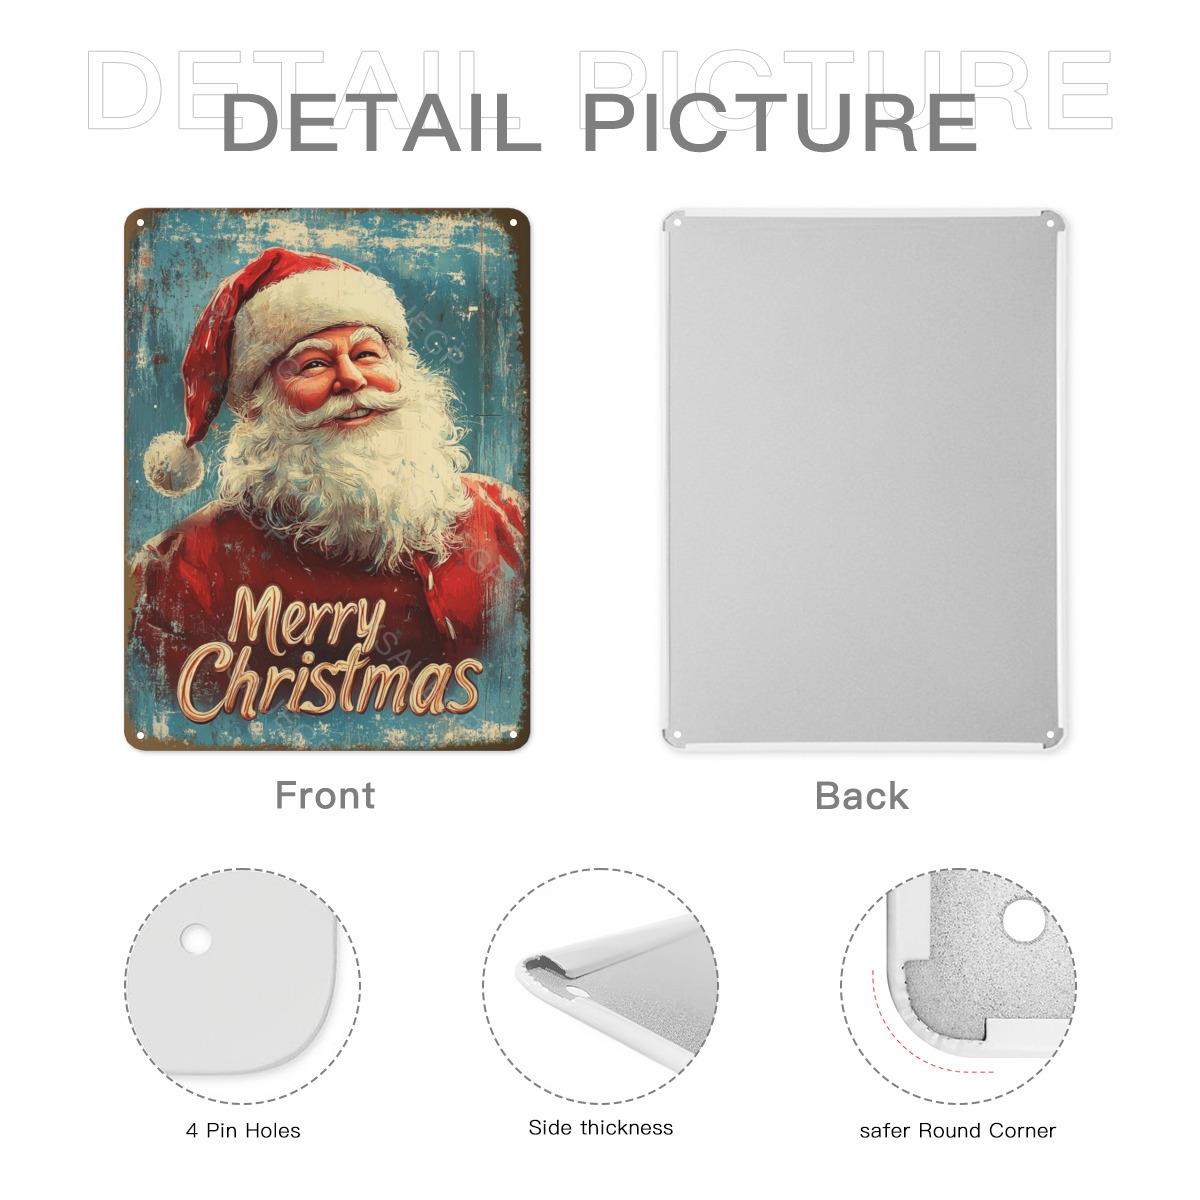 DETAIL PICTURE
DETAIL PICTURE
Merry
Christmas
Front
Back
4 Pin Holes
Side thickness
safer Round Corner